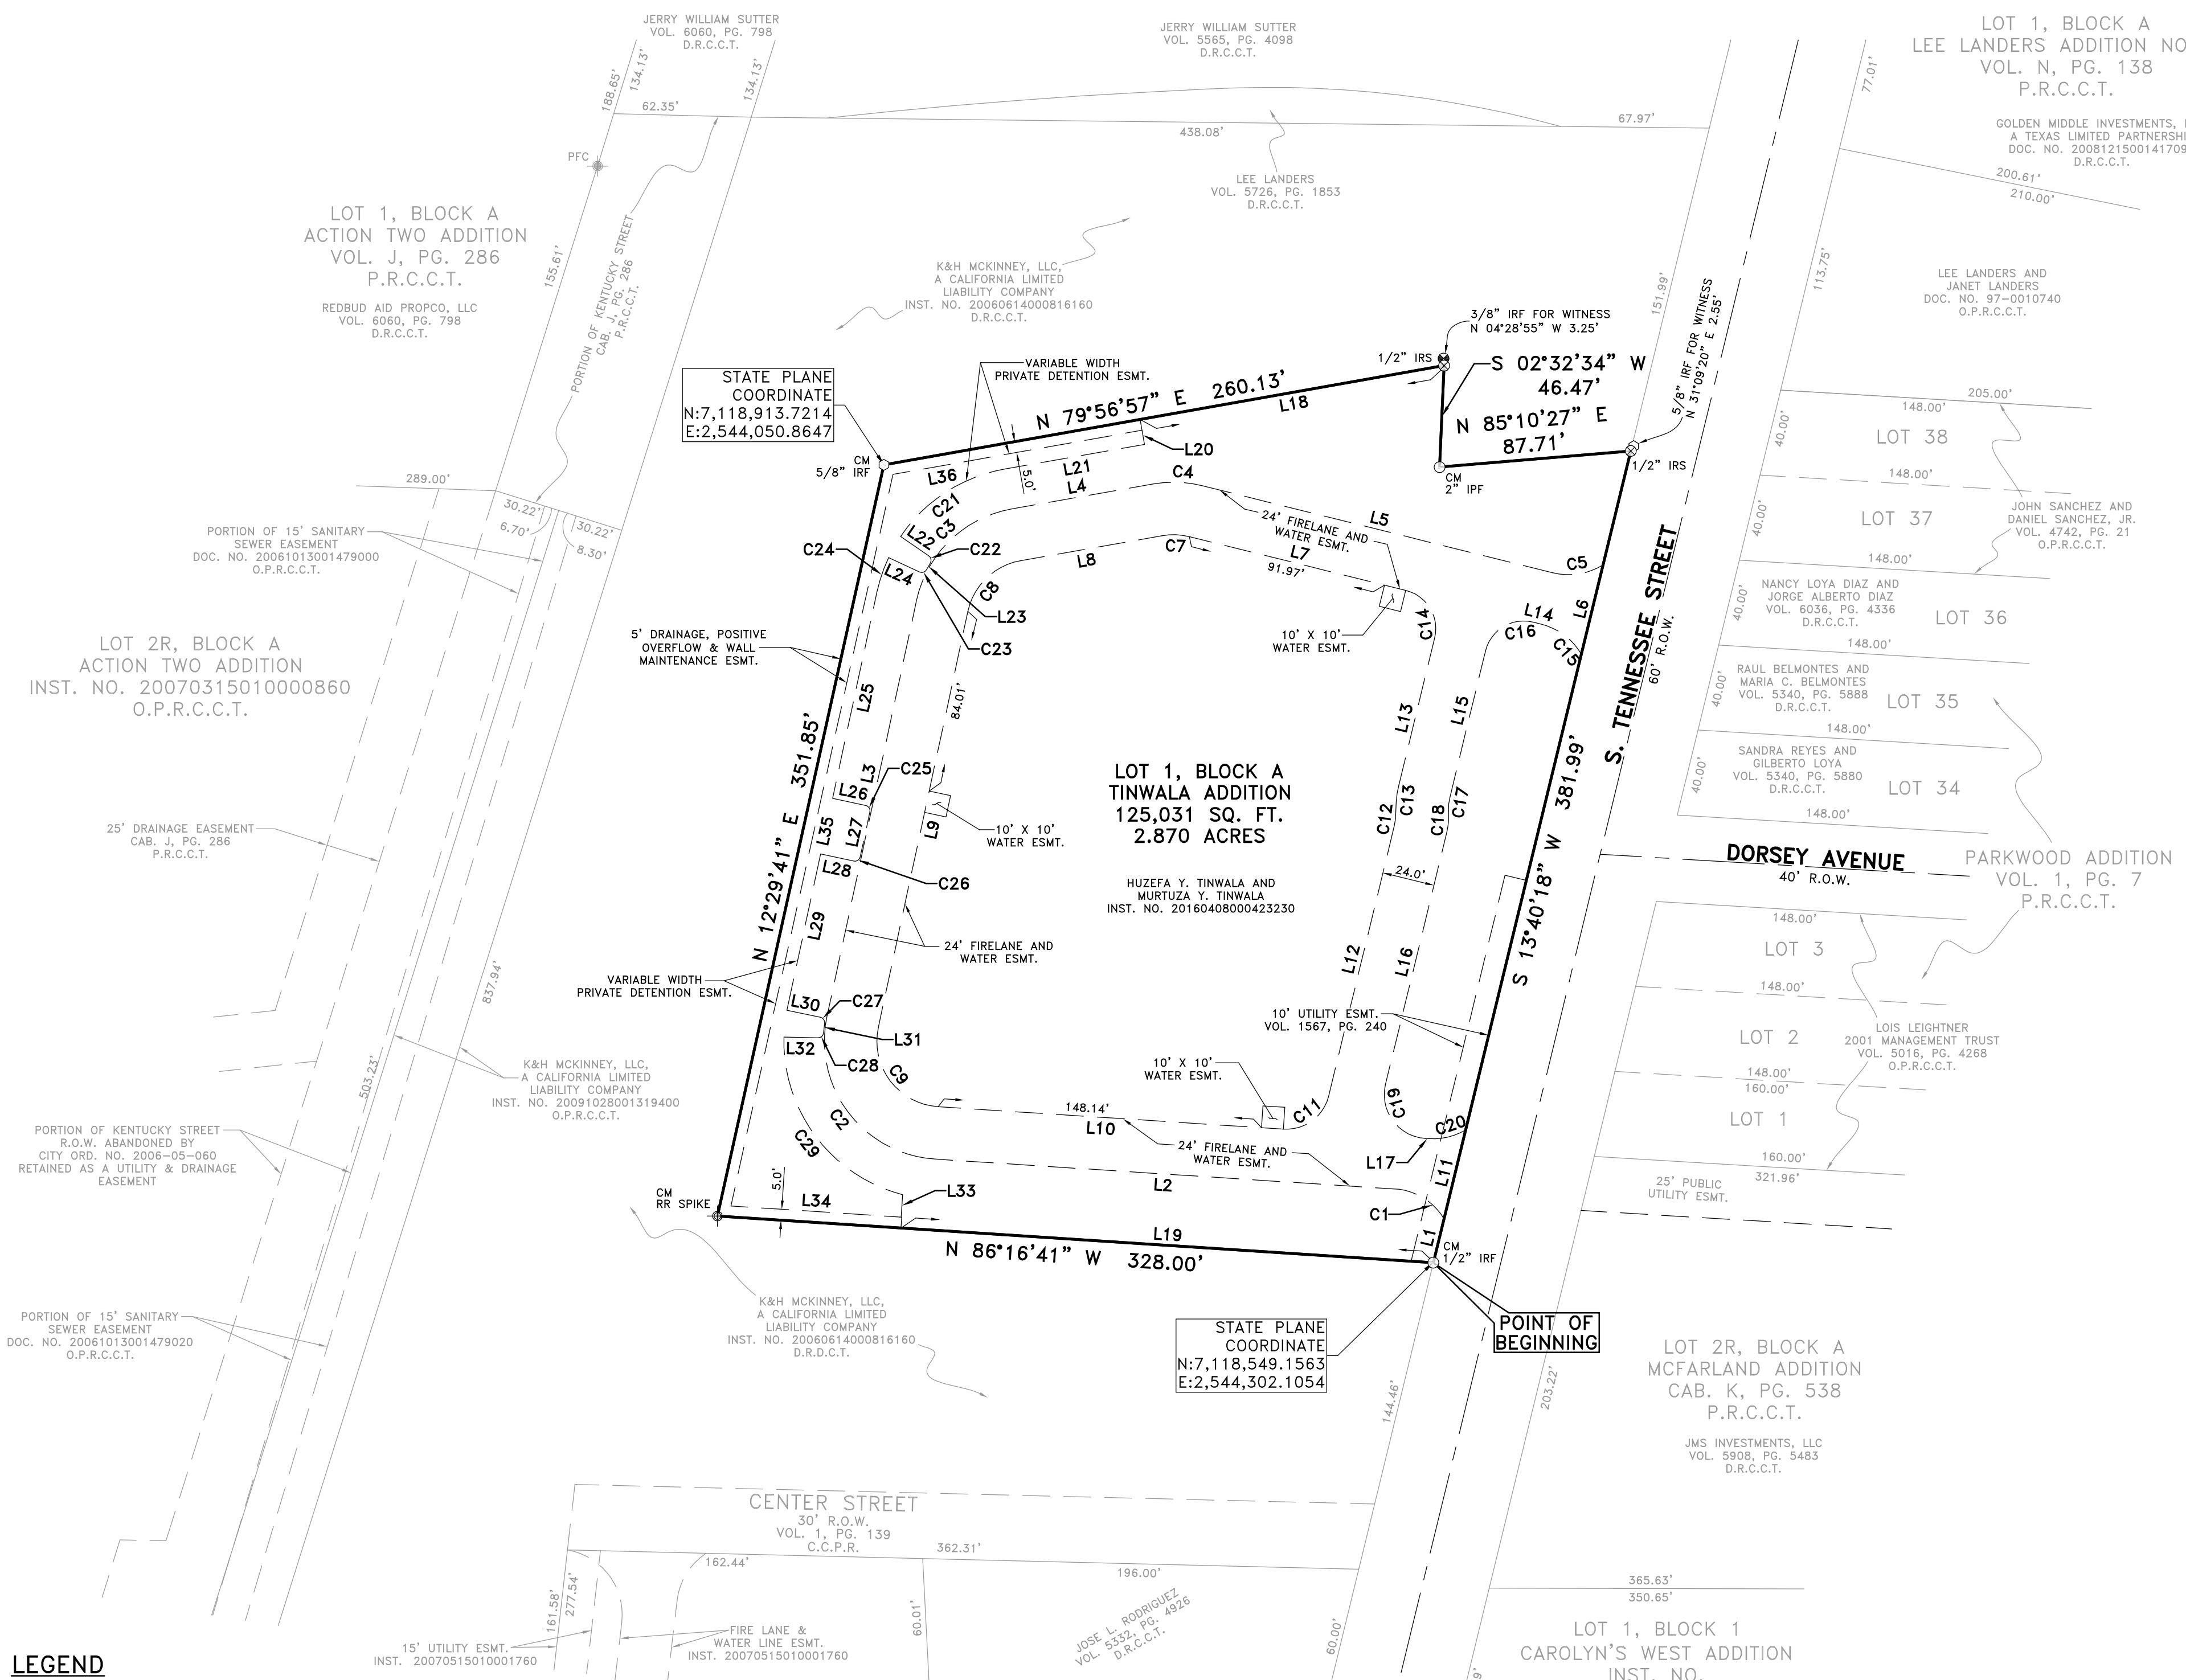 JERRY WILLIAM SUTTER
VOL. 6060, PG. 798
D.R.C.C.T.
JERRY WILLIAM SUTTER
VOL. 5565, PG. 4098
D.R.C.C.T.
LOT 1, BLOCK A
LEE LANDERS ADDITION NO
VOL. N, PG. 138
P.R.C.C.T.
GOLDEN MIDDLE INVESTMENTS,
A TEXAS LIMITED PARTNERSHI
DOC. NO. 2008121500141709
D.R.C.C.T.
188.65'
134.13'
134.13'
62.35'
438.08'
67.97'
77.01'
200.61'
210.00'
PFC
LEE LANDERS
VOL. 5726, PG. 1853
D.R.C.C.T.
LOT 1, BLOCK A
ACTION TWO ADDITION
VOL. J, PG. 286
P.R.C.C.T.
REDBUD AID PROPCO, LLC
VOL. 6060, PG. 798
D.R.C.C.T.
155.61'
PORTION OF KENTUCKY STREET
CAB. J, PG. 286
P.R.C.C.T.
K&H MCKINNEY, LLC,
A CALIFORNIA LIMITED
LIABILITY COMPANY
INST. NO. 20060614000816160
D.R.C.C.T.
151.99'
113.75'
LEE LANDERS AND
JANET LANDERS
DOC. NO. 97-0010740
O.P.R.C.C.T.
3/8" IRF FOR WITNESS
N 04°28'55" W 3.25'
5/8" IRF FOR WITNESS
N 31°09'20" E 2.55'
1/2" IRS
S 02°32'34" W
46.47'
N 85°10'27" E
87.71'
VARIABLE WIDTH
PRIVATE DETENTION ESMT.
STATE PLANE
COORDINATE
N:7,118,913.7214
E:2,544,050.8647
N 79°56'57" E 260.13'
L18
L20
CM
5/8" IRF
L36
L21
5.0'
C4
L4
C21
C3
L22
CM
2" IPF
1/2" IRS
205.00'
148.00'
LOT 38
40.00'
148.00'
LOT 37
40.00'
JOHN SANCHEZ AND
DANIEL SANCHEZ, JR.
VOL. 4742, PG. 21
O.P.R.C.C.T.
148.00'
289.00'
30.22'
6.70'
30.22'
8.30'
PORTION OF 15' SANITARY
SEWER EASEMENT
DOC. NO. 20061013001479000
O.P.R.C.C.T.
C24
L24
C22
L23
C23
C8
L8
C7
L7
91.97'
24' FIRELANE AND
WATER ESMT.
L5
C5
L6
10' X 10'
WATER ESMT.
C14
L14
C16
C15
S. TENNESSEE STREET
60' R.O.W.
NANCY LOYA DIAZ AND
JORGE ALBERTO DIAZ
VOL. 6036, PG. 4336
D.R.C.C.T.
LOT 36
40.00'
148.00'
RAUL BELMONTES AND
MARIA C. BELMONTES
VOL. 5340, PG. 5888
D.R.C.C.T.
LOT 35
40.00'
148.00'
SANDRA REYES AND
GILBERTO LOYA
VOL. 5340, PG. 5880
D.R.C.C.T.
LOT 34
40.00'
148.00'
LOT 2R, BLOCK A
ACTION TWO ADDITION
INST. NO. 20070315010000860
O.P.R.C.C.T.
5' DRAINAGE, POSITIVE
OVERFLOW & WALL
MAINTENANCE ESMT.
L25
84.01'
L13
L15
N 12°29'41" E 351.85'
L3
C25
L26
L27
L35
L9
L28
C26
10' X 10'
WATER ESMT.
LOT 1, BLOCK A
TINWALA ADDITION
125,031 SQ. FT.
2.870 ACRES
HUZEFA Y. TINWALA AND
MURTUZA Y. TINWALA
INST. NO. 20160408000423230
C12
C13
C18
C17
24.0'
S 13°40'18" W 381.99'
DORSEY AVENUE
40' R.O.W.
PARKWOOD ADDITION
VOL. 1, PG. 7
P.R.C.C.T.
25' DRAINAGE EASEMENT
CAB. J, PG. 286
P.R.C.C.T.
L29
24' FIRELANE AND
WATER ESMT.
L12
L16
148.00'
LOT 3
148.00'
LOT 2
148.00'
160.00'
LOT 1
160.00'
321.96'
LOIS LEIGHTNER
2001 MANAGEMENT TRUST
VOL. 5016, PG. 4268
O.P.R.C.C.T.
837.94'
VARIABLE WIDTH
PRIVATE DETENTION ESMT.
L30
C27
L31
L32
C28
10' UTILITY ESMT.
VOL. 1567, PG. 240
503.23'
K&H MCKINNEY, LLC,
A CALIFORNIA LIMITED
LIABILITY COMPANY
INST. NO. 20091028001319400
O.P.R.C.C.T.
C9
C2
C29
148.14'
L10
10' X 10'
WATER ESMT.
C11
C19
C20
L17
24' FIRELANE AND
WATER ESMT.
L11
PORTION OF KENTUCKY STREET
R.O.W. ABANDONED BY
CITY ORD. NO. 2006-05-060
RETAINED AS A UTILITY & DRAINAGE
EASEMENT
CM
RR SPIKE
5.0'
L34
L33
L2
C1
L19
L1
CM
1/2" IRF
N 86°16'41" W 328.00'
25' PUBLIC
UTILITY ESMT.
PORTION OF 15' SANITARY
SEWER EASEMENT
DOC. NO. 20061013001479020
O.P.R.C.C.T.
K&H MCKINNEY, LLC,
A CALIFORNIA LIMITED
LIABILITY COMPANY
INST. NO. 20060614000816160
D.R.D.C.T.
STATE PLANE
COORDINATE
N:7,118,549.1563
E:2,544,302.1054
POINT OF
BEGINNING
144.46'
203.22'
LOT 2R, BLOCK A
MCFARLAND ADDITION
CAB. K, PG. 538
P.R.C.C.T.
JMS INVESTMENTS, LLC
VOL. 5908, PG. 5483
D.R.C.C.T.
CENTER STREET
30' R.O.W.
VOL. 1, PG. 139
C.C.P.R.
362.31'
162.44'
196.00'
161.58'
277.54'
60.01'
60.00'
JOSE L. RODRIGUEZ
VOL. 5332, PG. 4926
D.R.C.C.T.
365.63'
350.65'
15' UTILITY ESMT.
INST. 20070515010001760
FIRE LANE &
WATER LINE ESMT.
INST. 20070515010001760
LOT 1, BLOCK 1
CAROLYN'S WEST ADDITION
INST. NO.
LEGEND